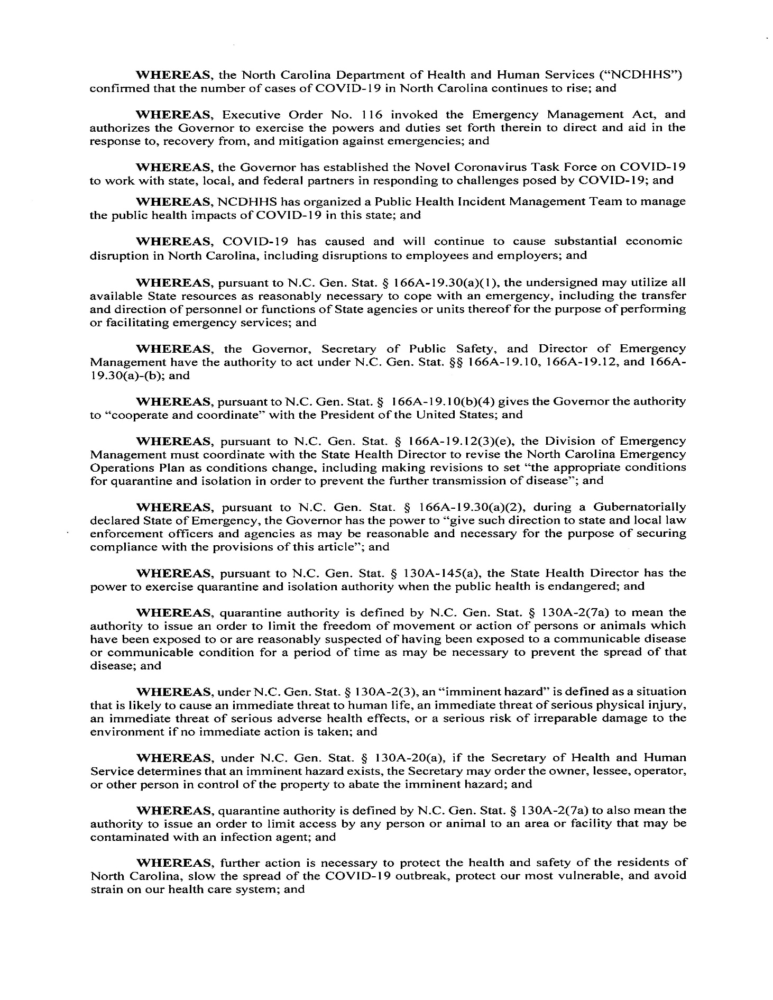 WHEREAS, the North Carolina Department of Health and Human Services (“NCDHHS”)
confirmed that the number of cases of COVID-19 in North Carolina continues to rise; and
WHEREAS, Executive Order No. 116 invoked the Emergency Management Act, and
authorizes the Governor to exercise the powers and duties set forth therein to direct and aid in the
response to, recovery from, and mitigation against emergencies; and
WHEREAS, the Governor has established the Novel Coronavirus Task Force on COVID-19
to work with state, local, and federal partners in responding to challenges posed by COVID-19; and
WHEREAS, NCDHHS has organized a Public Health Incident Management Team to manage
the public health impacts of COVID-19 in this state; and
WHEREAS, COVID-19 has caused and will continue to cause substantial economic
disruption in North Carolina, including disruptions to employees and employers; and
WHEREAS, pursuant to N.C. Gen. Stat. § 166A-19.30(a)(1), the undersigned may utilize all
available State resources as reasonably necessary to cope with an emergency, including the transfer
and direction of personnel or functions of State agencies or units thereof for the purpose of performing
or facilitating emergency services; and
WHEREAS, the Governor, Secretary of Public Safety, and Director of Emergency
Management have the authority to act under N.C. Gen. Stat. §§ 166A-19.10, 166A-19.12, and 166A-
19.30(a)-(b); and
WHEREAS, pursuant to N.C. Gen. Stat. § 166A-19.10(b)(4) gives the Governor the authority
to “cooperate and coordinate” with the President of the United States; and
WHEREAS, pursuant to N.C. Gen. Stat. § 166A-19.12(3)(e), the Division of Emergency
Management must coordinate with the State Health Director to revise the North Carolina Emergency
Operations Plan as conditions change, including making revisions to set “the appropriate conditions
for quarantine and isolation in order to prevent the further transmission of disease”; and
WHEREAS, pursuant to N.C. Gen. Stat. § 166A-19.30(a)(2), during a Gubernatorially
declared State of Emergency, the Governor has the power to “give such direction to state and local law
enforcement officers and agencies as may be reasonable and necessary for the purpose of securing
compliance with the provisions of this article”; and
WHEREAS, pursuant to N.C. Gen. Stat. § 130A-145(a), the State Health Director has the
power to exercise quarantine and isolation authority when the public health is endangered; and
WHEREAS, quarantine authority is defined by N.C. Gen. Stat. § 130A-2(7a) to mean the
authority to issue an order to limit the freedom of movement or action of persons or animals which
have been exposed to or are reasonably suspected of having been exposed to a communicable disease
or communicable condition for a period of time as may be necessary to prevent the spread of that
disease; and
WHEREAS, under N.C. Gen. Stat. § 130A-2(3), an “imminent hazard” is defined as a situation
that is likely to cause an immediate threat to human life, an immediate threat of serious physical injury,
an immediate threat of serious adverse health effects, or a serious risk of irreparable damage to the
environment if no immediate action is taken; and
WHEREAS, under N.C. Gen. Stat. § 130A-20(a), if the Secretary of Health and Human
Service determines that an imminent hazard exists, the Secretary may order the owner, lessee, operator,
or other person in control of the property to abate the imminent hazard; and
WHEREAS, quarantine authority is defined by N.C. Gen. Stat. § 130A-2(7a) to also mean the
authority to issue an order to limit access by any person or animal to an area or facility that may be
contaminated with an infection agent; and
WHEREAS, further action is necessary to protect the health and safety of the residents of
North Carolina, slow the spread of the COVID-19 outbreak, protect our most vulnerable, and avoid
strain on our health care system; and